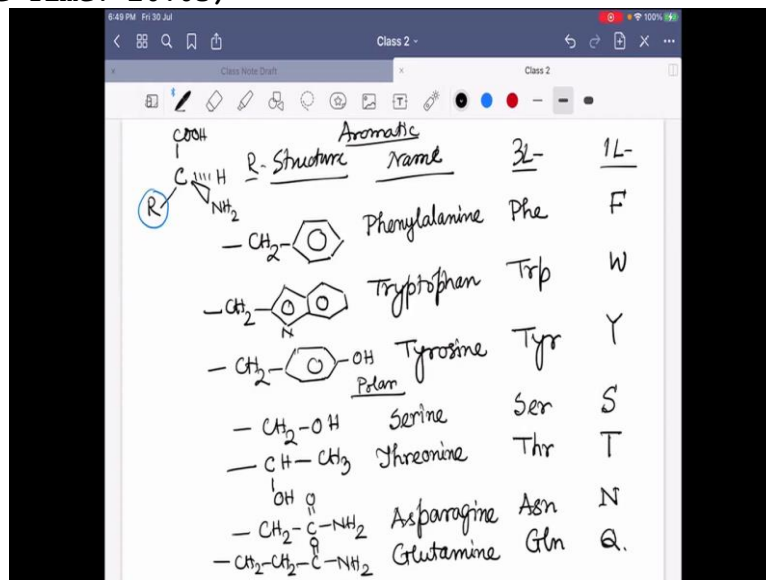 6:49 PM Fri 30 Jul
100%
Class 2
Class Note Draft
Class 2
COOH
C H
R NH2
Aromatic
R-Structure Name 3L- 1L-
-CH2- Phenylalanine Phe F
-CH2- N Tryptophan Trp W
-CH2- -OH Tyrosine Tyr Y
Polar
-CH2-OH Serine Ser S
-CH-CH3 Threonine Thr T
OH
O
-CH2-C-NH2 Asparagine Asn N
O
-CH2-CH2-C-NH2 Glutamine Gln Q.